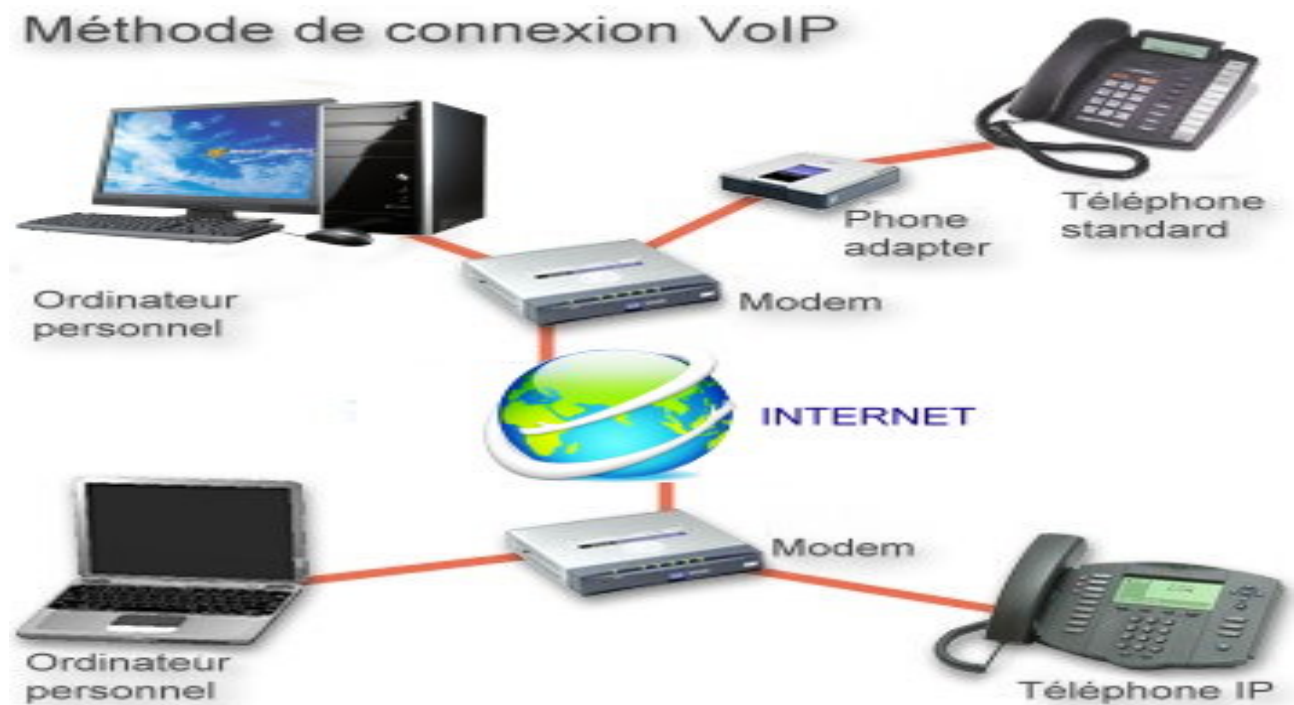 Méthode de connexion VoIP
Téléphone
standard
Phone
adapter
Ordinateur
personnel
Modem
INTERNET
Modem
Ordinateur
personnel
Téléphone IP